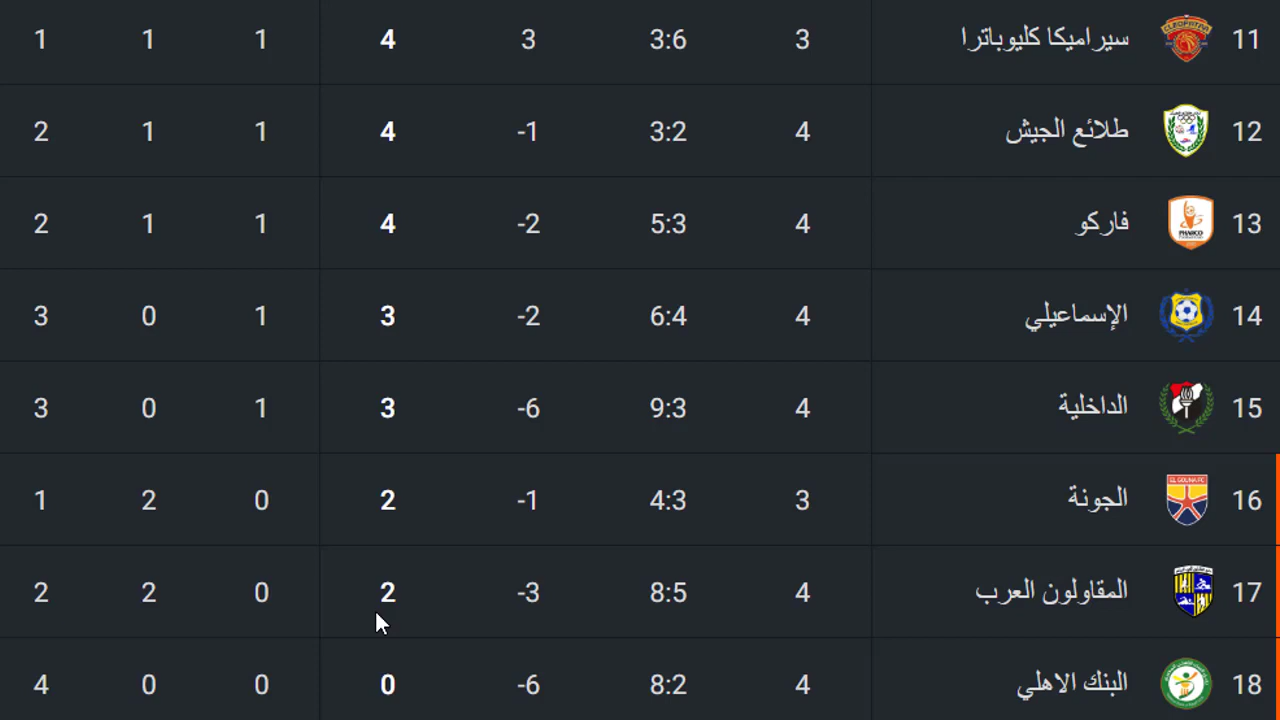 11 سيراميكا كليوباترا 3 3:6 3 4 1 1 1
12 طلائع الجيش 4 3:2 -1 4 1 1 2
13 فاركو 4 5:3 -2 4 1 1 2
14 الإسماعيلي 4 6:4 -2 3 1 0 3
15 الداخلية 4 9:3 -6 3 1 0 3
16 الجونة 3 4:3 -1 2 0 2 1
17 المقاولون العرب 4 8:5 -3 2 0 2 2
18 البنك الاهلي 4 8:2 -6 0 0 0 4